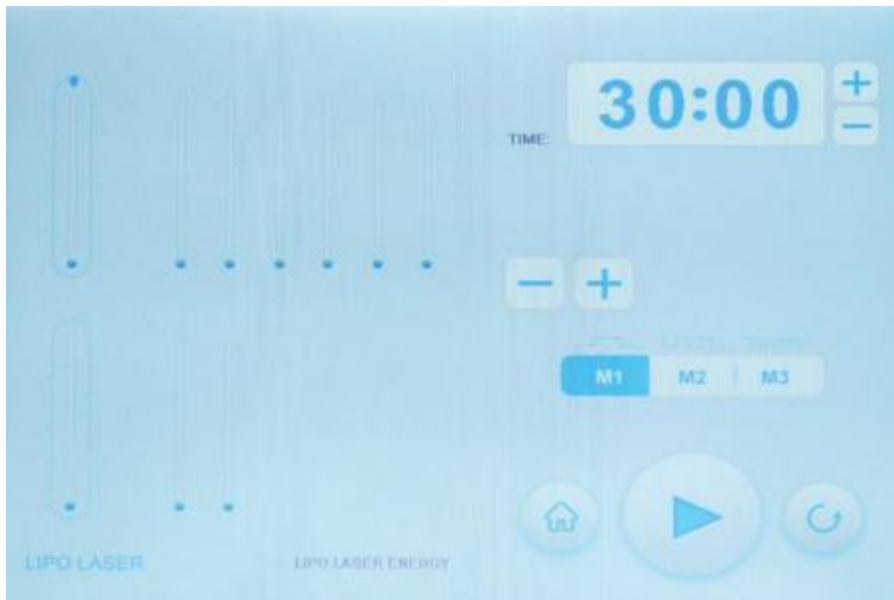 30:00
TIME:
M1 M2 M3
LIPO LASER
LIPO LASER ENERGY